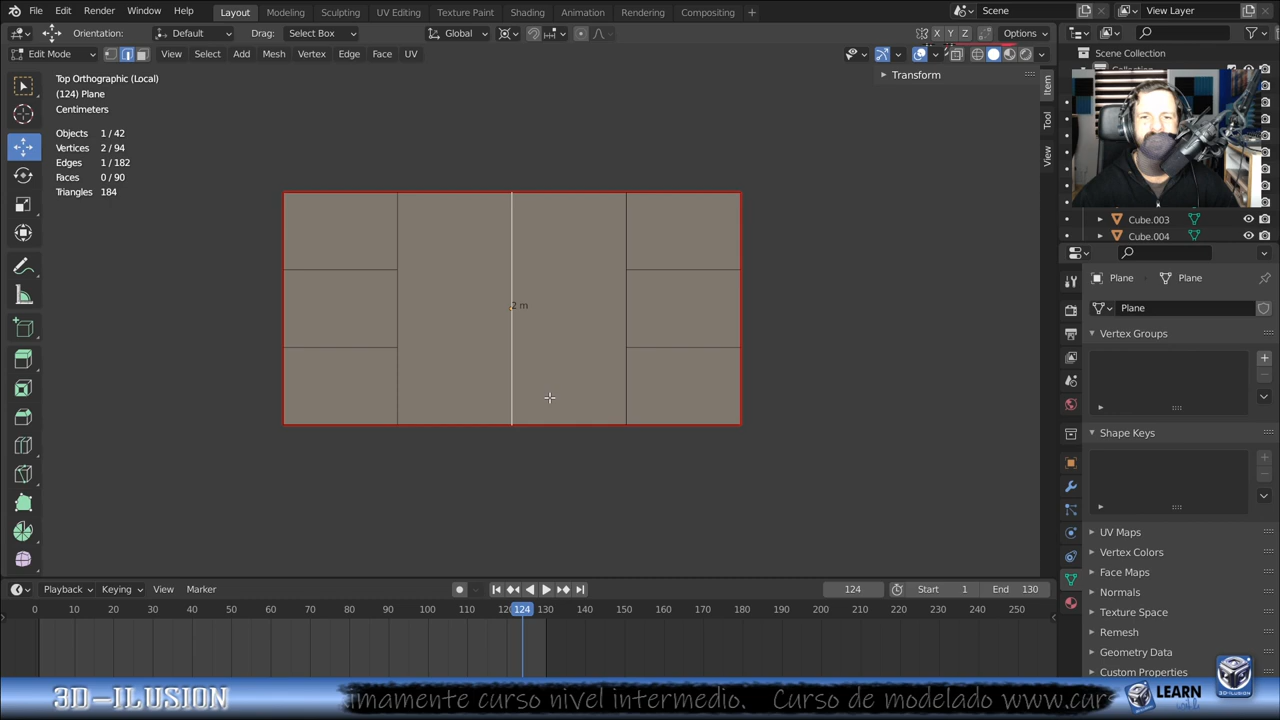 File Edit Render Window Help Layout Modeling Sculpting UV Editing Texture Paint Shading Animation Rendering Compositing + Scene View Layer
Orientation: Default Drag: Select Box Global X Y Z Options
Edit Mode View Select Add Mesh Vertex Edge Face UV
Scene Collection
Top Orthographic (Local)
(124) Plane
Centimeters
Objects 1 / 42
Vertices 2 / 94
Edges 1 / 182
Faces 0 / 90
Triangles 184
Transform
Item
Tool
View
2 m
Cube.003
Cube.004
Plane Plane
Plane
Vertex Groups
Shape Keys
UV Maps
Vertex Colors
Face Maps
Normals
Texture Space
Remesh
Geometry Data
Custom Properties
Playback Keying View Marker 124 Start 1 End 130
0 10 20 30 40 50 60 70 80 90 100 110 124 130 140 150 160 170 180 190 200 210 220 230 240 250
3D-ILUSION imamente curso nivel intermedio. Curso de modelado www.curs LEARN
3D-ILUSION